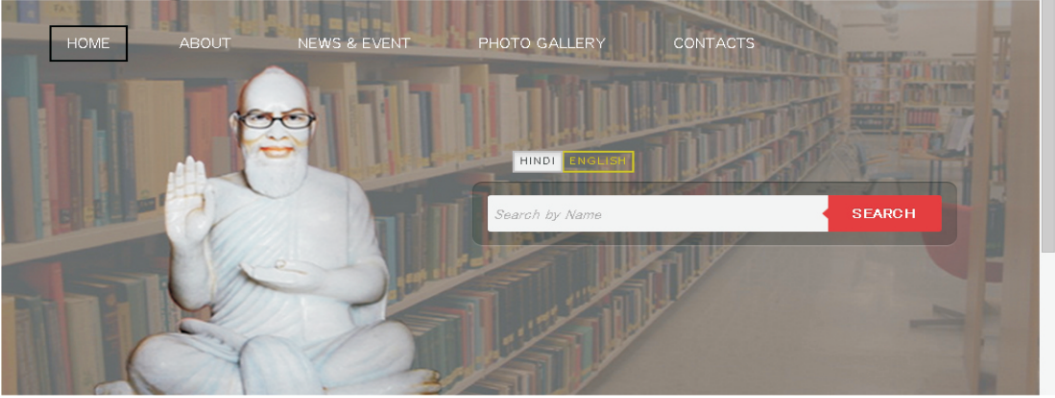 HOME ABOUT NEWS & EVENT PHOTO GALLERY CONTACTS
HINDI ENGLISH
Search by Name SEARCH